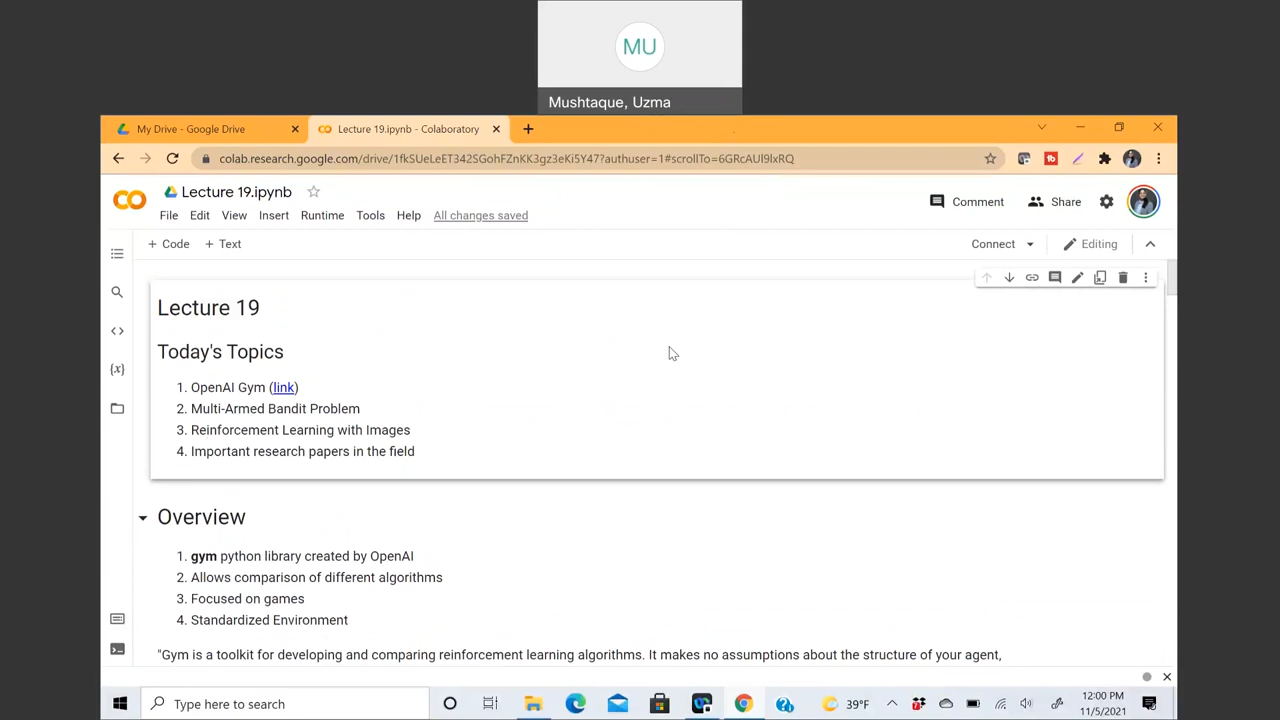 MU
Mushtaque, Uzma
My Drive - Google Drive
Lecture 19.ipynb - Colaboratory
colab.research.google.com/drive/1fkSUeLeET342SGohFZnKK3gz3eKi5Y47?authuser=1#scrollTo=6GRcAUl9lxRQ
Lecture 19.ipynb
Comment
Share
File Edit View Insert Runtime Tools Help All changes saved
+ Code + Text
Connect
Editing
Lecture 19
Today's Topics
1. OpenAI Gym (link)
2. Multi-Armed Bandit Problem
3. Reinforcement Learning with Images
4. Important research papers in the field
Overview
1. gym python library created by OpenAI
2. Allows comparison of different algorithms
3. Focused on games
4. Standardized Environment
"Gym is a toolkit for developing and comparing reinforcement learning algorithms. It makes no assumptions about the structure of your agent,
Type here to search
39°F
12:00 PM
11/5/2021